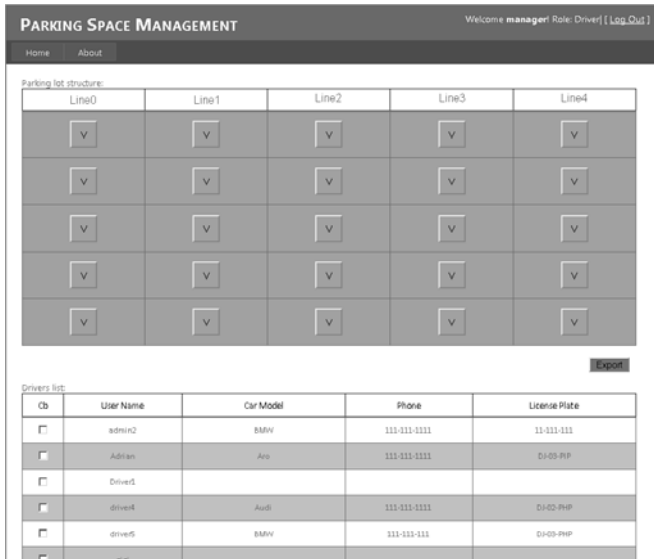 PARKING SPACE MANAGEMENT
Welcome manager! Role: Driver| [ Log Out ]
Home About
Parking lot structure:
Line0 Line1 Line2 Line3 Line4
V V V V V
V V V V V
V V V V V
V V V V V
V V V V V
Export
Drivers list:
Cb User Name Car Model Phone License Plate
admin2 BMW 111-111-1111 11-111-111
Adrian Aro 111-111-1111 DJ-03-PIP
Driver1
driver4 Audi 111-111-1111 DJ-02-PHP
driver5 BMW 111-111-111 DJ-03-PHP